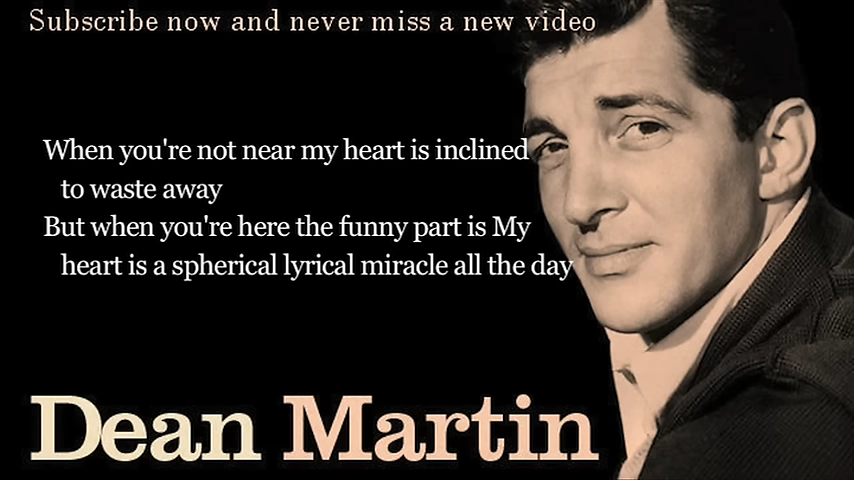 Subscribe now and never miss a new video
When you're not near my heart is inclined
to waste away
But when you're here the funny part is My
heart is a spherical lyrical miracle all the day
Dean Martin